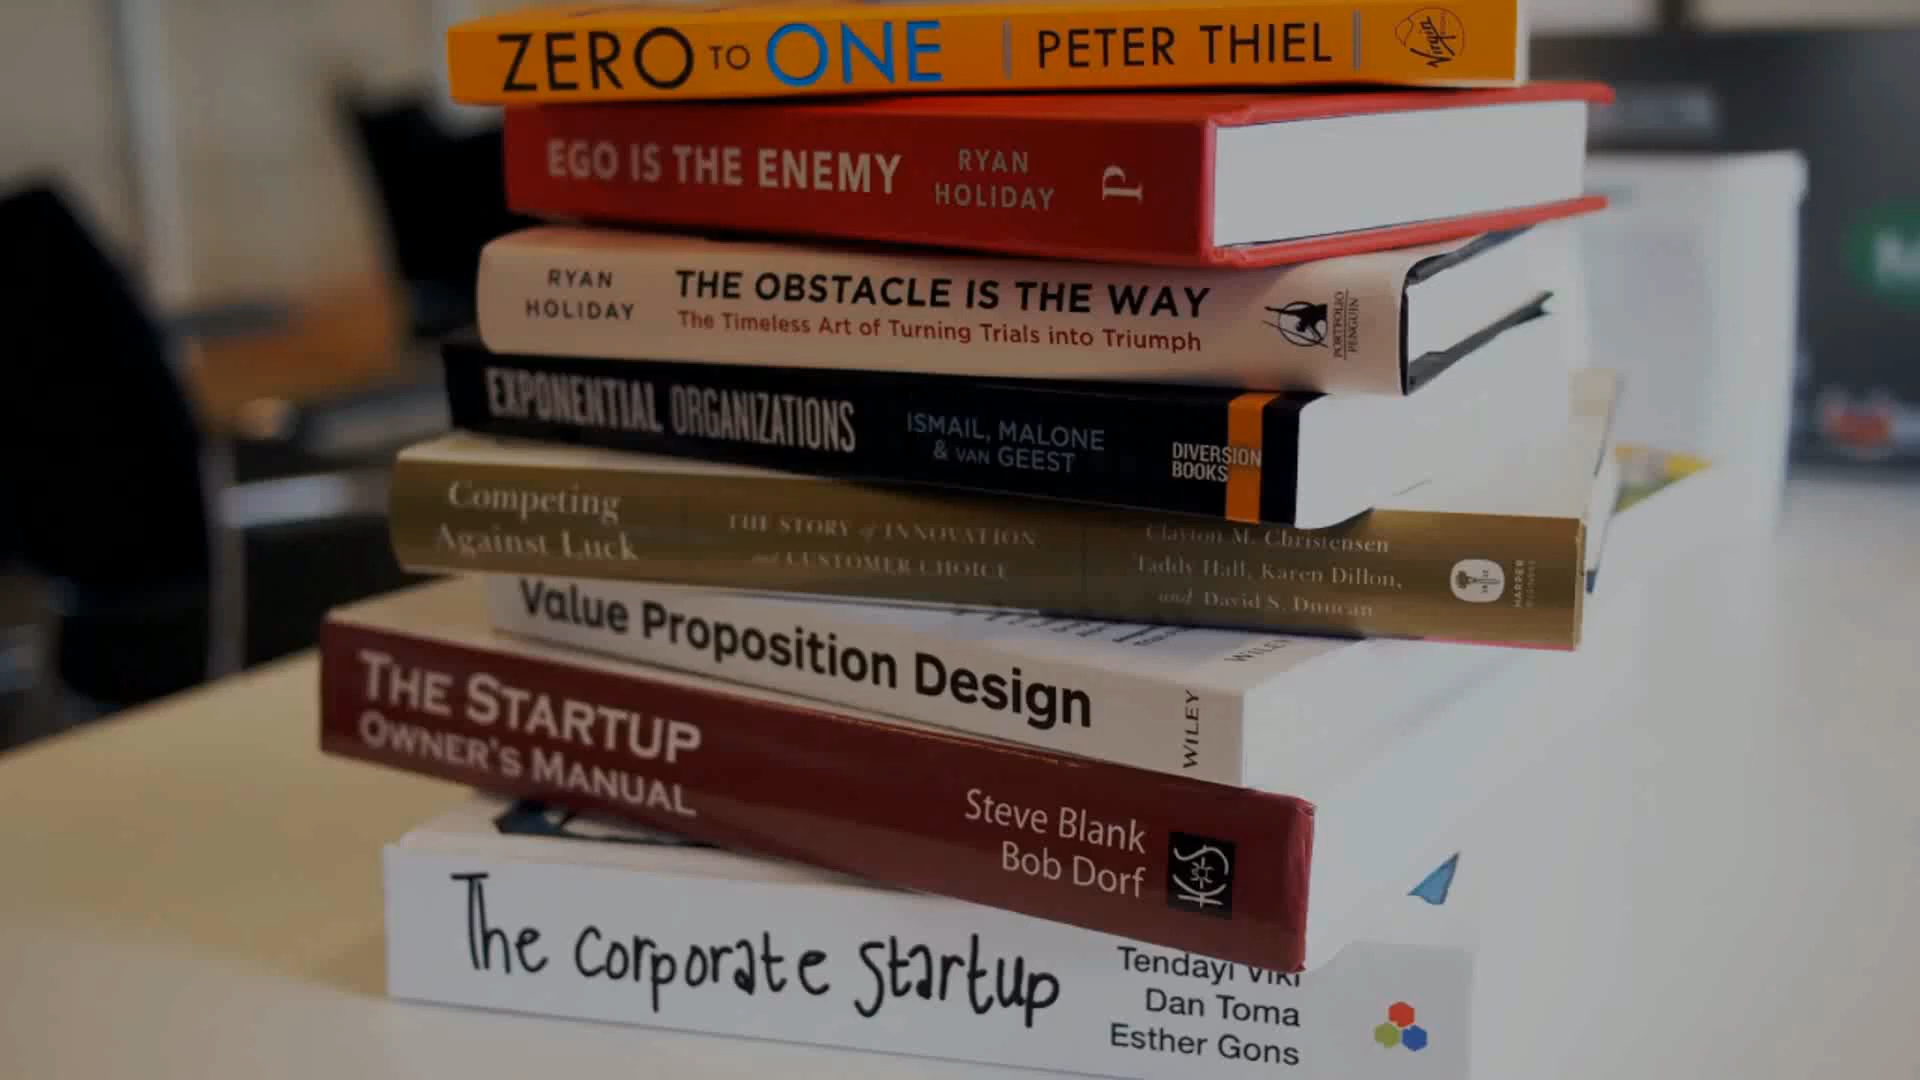 ZERO TO ONE | PETER THIEL |
EGO IS THE ENEMY
RYAN
HOLIDAY
P
RYAN
HOLIDAY
THE OBSTACLE IS THE WAY
The Timeless Art of Turning Trials into Triumph
PORTFOLIO
PENGUIN
EXPONENTIAL ORGANIZATIONS
ISMAIL, MALONE
& VAN GEEST
DIVERSION
BOOKS
Competing
Against Luck
THE STORY of INNOVATION
and CUSTOMER CHOICE
Clayton M. Christensen
Taddy Hall, Karen Dillon,
and David S. Duncan
HARPER
BUSINESS
Value Proposition Design
WILEY
WILEY
THE STARTUP
OWNER'S MANUAL
Steve Blank
Bob Dorf
The corporate startup
Tendayi Viki
Dan Toma
Esther Gons